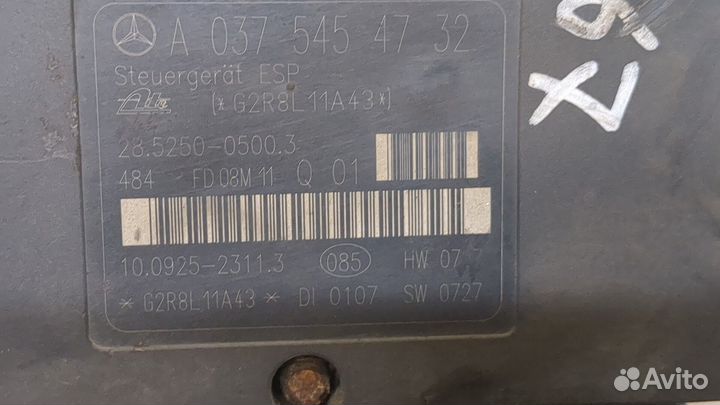 A 037 545 47 32
Steuergerät ESP
Ate (* G2R8L11A43 *)
28.5250-0500.3
484 FD 08M 11 Q 01
10.0925-2311.3 085 HW 07
* G2R8L11A43 * DI 0107 SW 0727
Avito